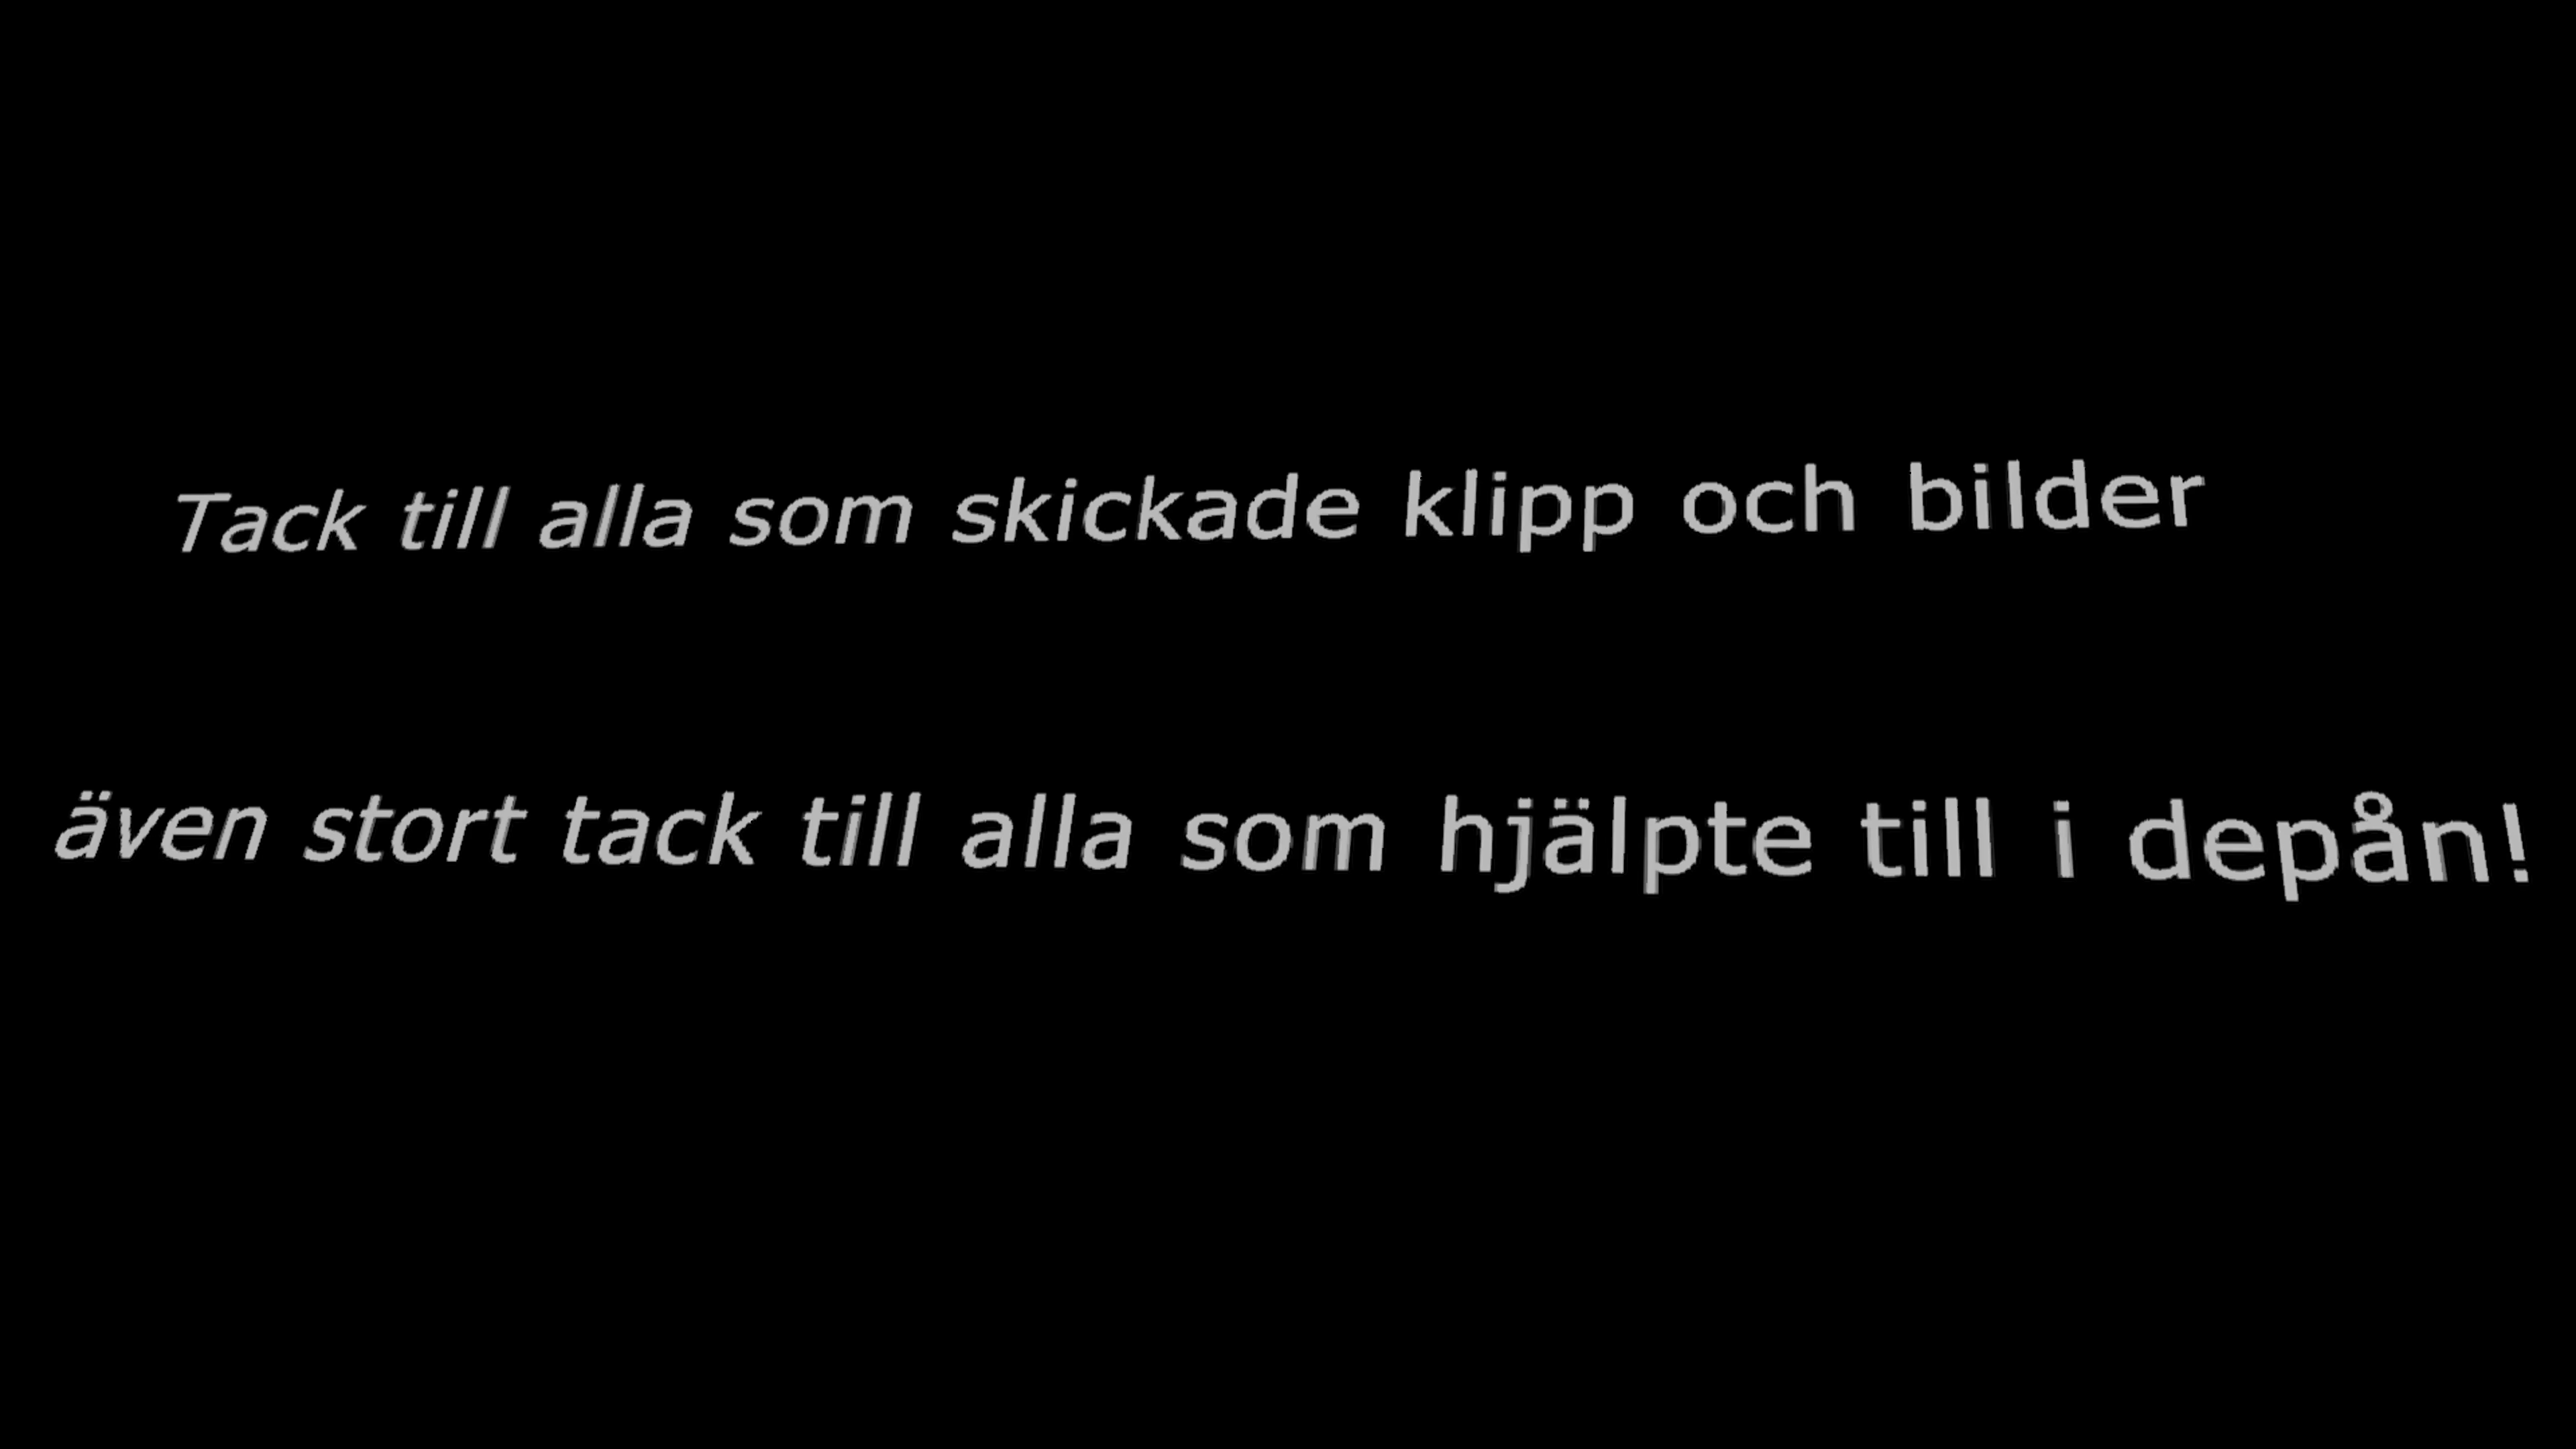 Tack till alla som skickade klipp och bilder
även stort tack till alla som hjälpte till i depån!